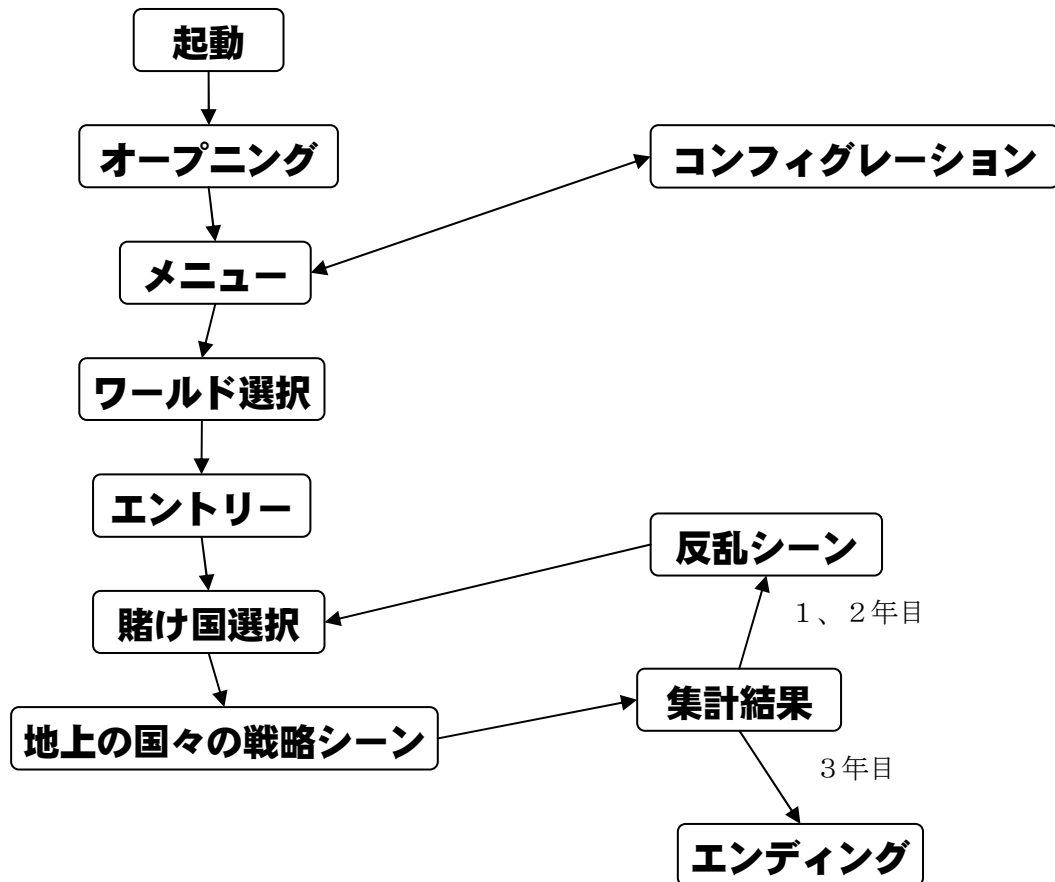 起動
オープニング
コンフィグレーション
メニュー
ワールド選択
エントリー
反乱シーン
賭け国選択
１、２年目
集計結果
地上の国々の戦略シーン
３年目
エンディング